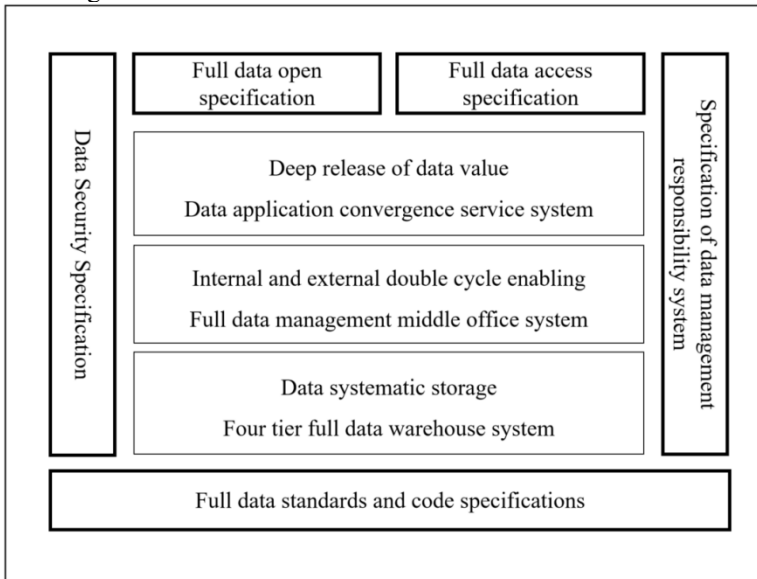 Full data open
specification
Full data access
specification
Data Security Specification
Deep release of data value
Data application convergence service system
Internal and external double cycle enabling
Full data management middle office system
Data systematic storage
Four tier full data warehouse system
Specification of data management
responsibility system
Full data standards and code specifications